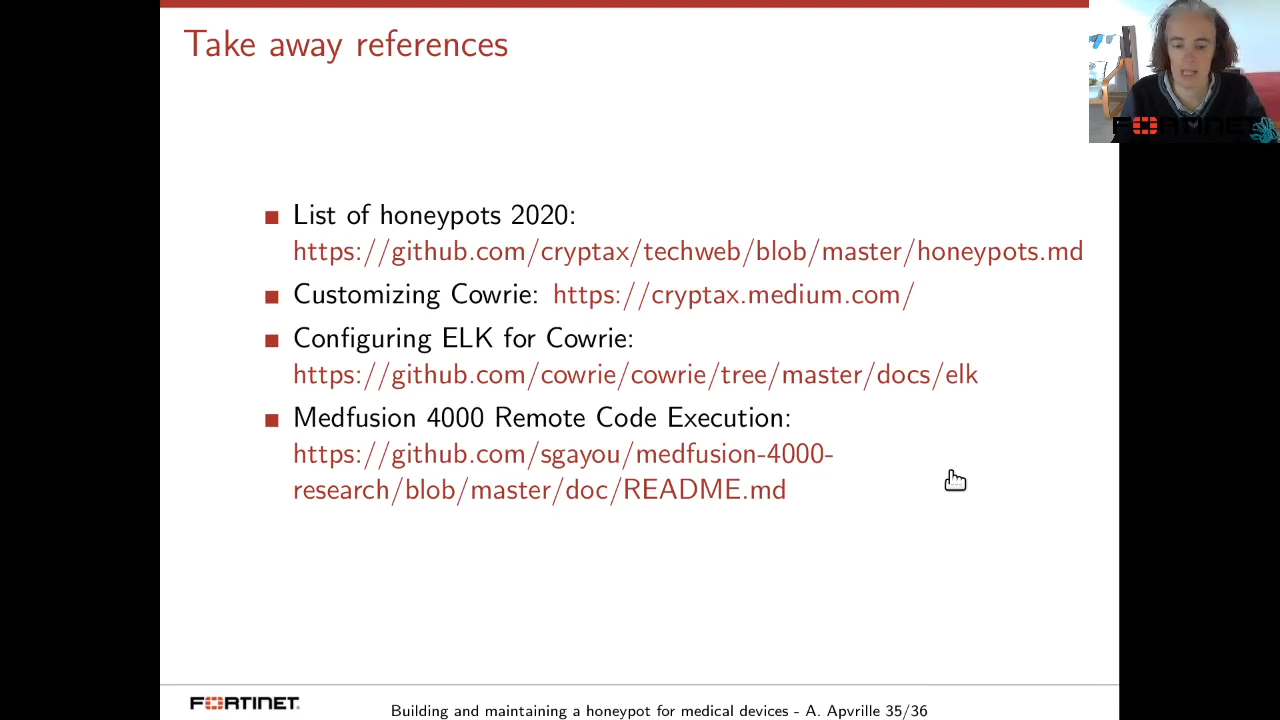 Take away references
FORTINET
List of honeypots 2020:
https://github.com/cryptax/techweb/blob/master/honeypots.md
Customizing Cowrie: https://cryptax.medium.com/
Configuring ELK for Cowrie:
https://github.com/cowrie/cowrie/tree/master/docs/elk
Medfusion 4000 Remote Code Execution:
https://github.com/sgayou/medfusion-4000-
research/blob/master/doc/README.md
FORTINET
Building and maintaining a honeypot for medical devices - A. Apvrille 35/36